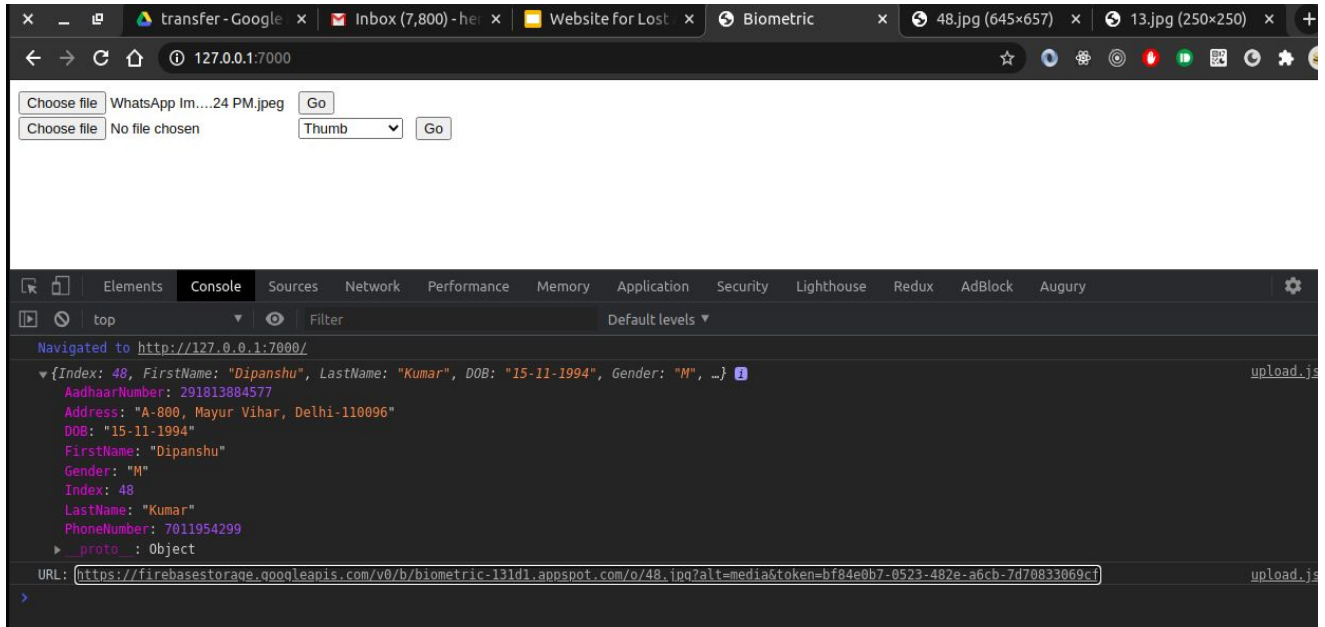 transfer - Google
Inbox (7,800) - her
Website for Lost
Biometric
48.jpg (645×657)
13.jpg (250×250)
127.0.0.1:7000
Choose file WhatsApp Im....24 PM.jpeg Go
Choose file No file chosen Thumb Go
Elements Console Sources Network Performance Memory Application Security Lighthouse Redux AdBlock Augury
top Filter Default levels
Navigated to http://127.0.0.1:7000/
{Index: 48, FirstName: "Dipanshu", LastName: "Kumar", DOB: "15-11-1994", Gender: "M", …} upload.js
AadhaarNumber: 291813884577
Address: "A-800, Mayur Vihar, Delhi-110096"
DOB: "15-11-1994"
FirstName: "Dipanshu"
Gender: "M"
Index: 48
LastName: "Kumar"
PhoneNumber: 7011954299
__proto__: Object
URL: https://firebasestorage.googleapis.com/v0/b/biometric-131d1.appspot.com/o/48.jpg?alt=media&token=bf84e0b7-0523-482e-a6cb-7d70833069cf upload.js